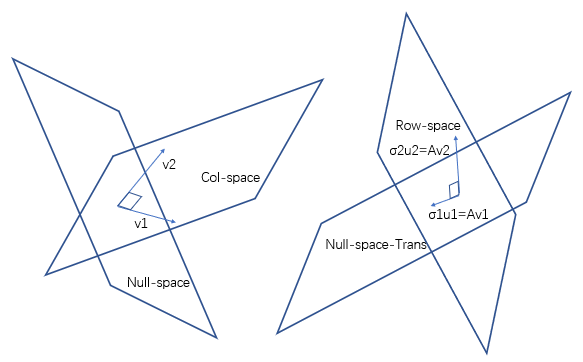 v2
Col-space
v1
Null-space
Row-space
σ2u2=Av2
σ1u1=Av1
Null-space-Trans